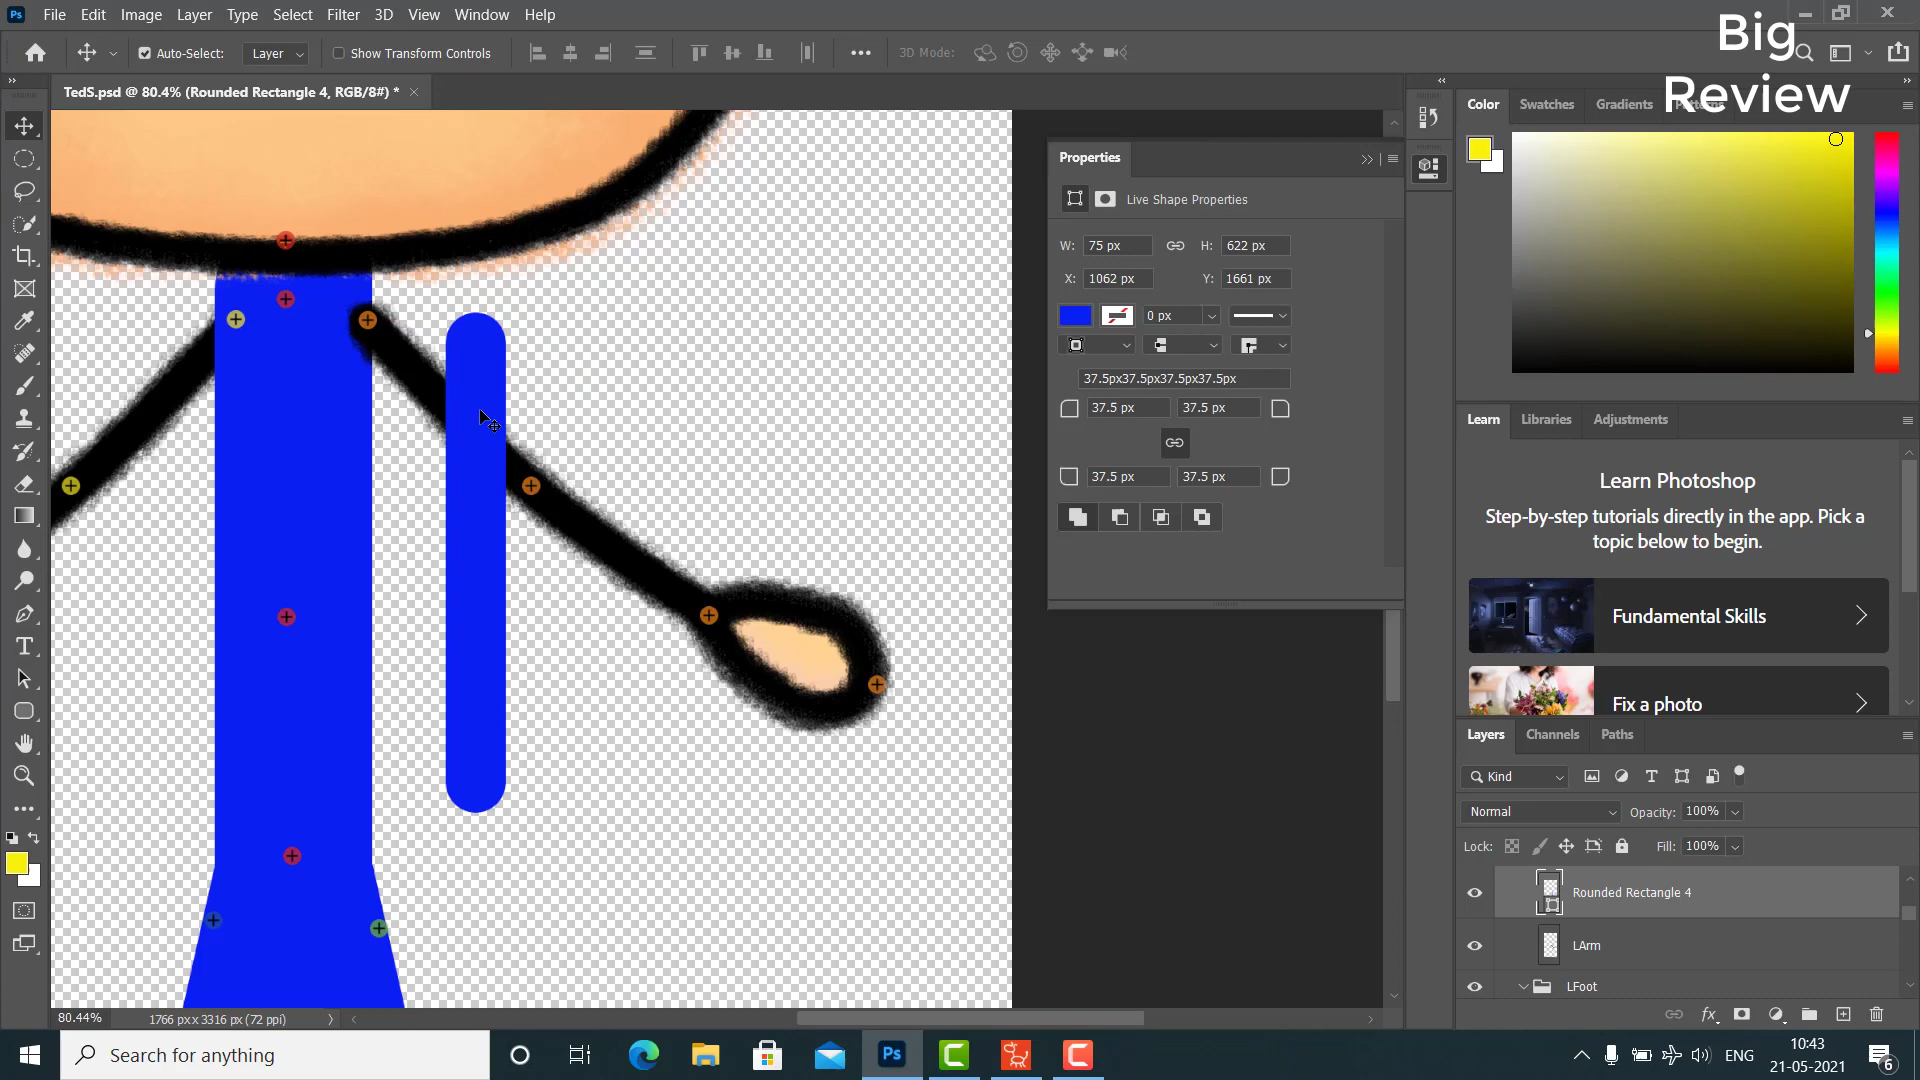 Ps File Edit Image Layer Type Select Filter 3D View Window Help
Big
Review
Auto-Select: Layer Show Transform Controls 3D Mode:
TedS.psd @ 80.4% (Rounded Rectangle 4, RGB/8#) *
Properties
Live Shape Properties
W: 75 px H: 622 px
X: 1062 px Y: 1661 px
0 px
37.5px37.5px37.5px37.5px
37.5 px 37.5 px
37.5 px 37.5 px
Color Swatches Gradients Patterns
Learn Libraries Adjustments
Learn Photoshop
Step-by-step tutorials directly in the app. Pick a
topic below to begin.
Fundamental Skills
Fix a photo
Layers Channels Paths
Kind
Normal Opacity: 100%
Lock: Fill: 100%
Rounded Rectangle 4
LArm
LFoot
80.44% 1766 px x 3316 px (72 ppi)
Search for anything
Ps
ENG
10:43
21-05-2021
6